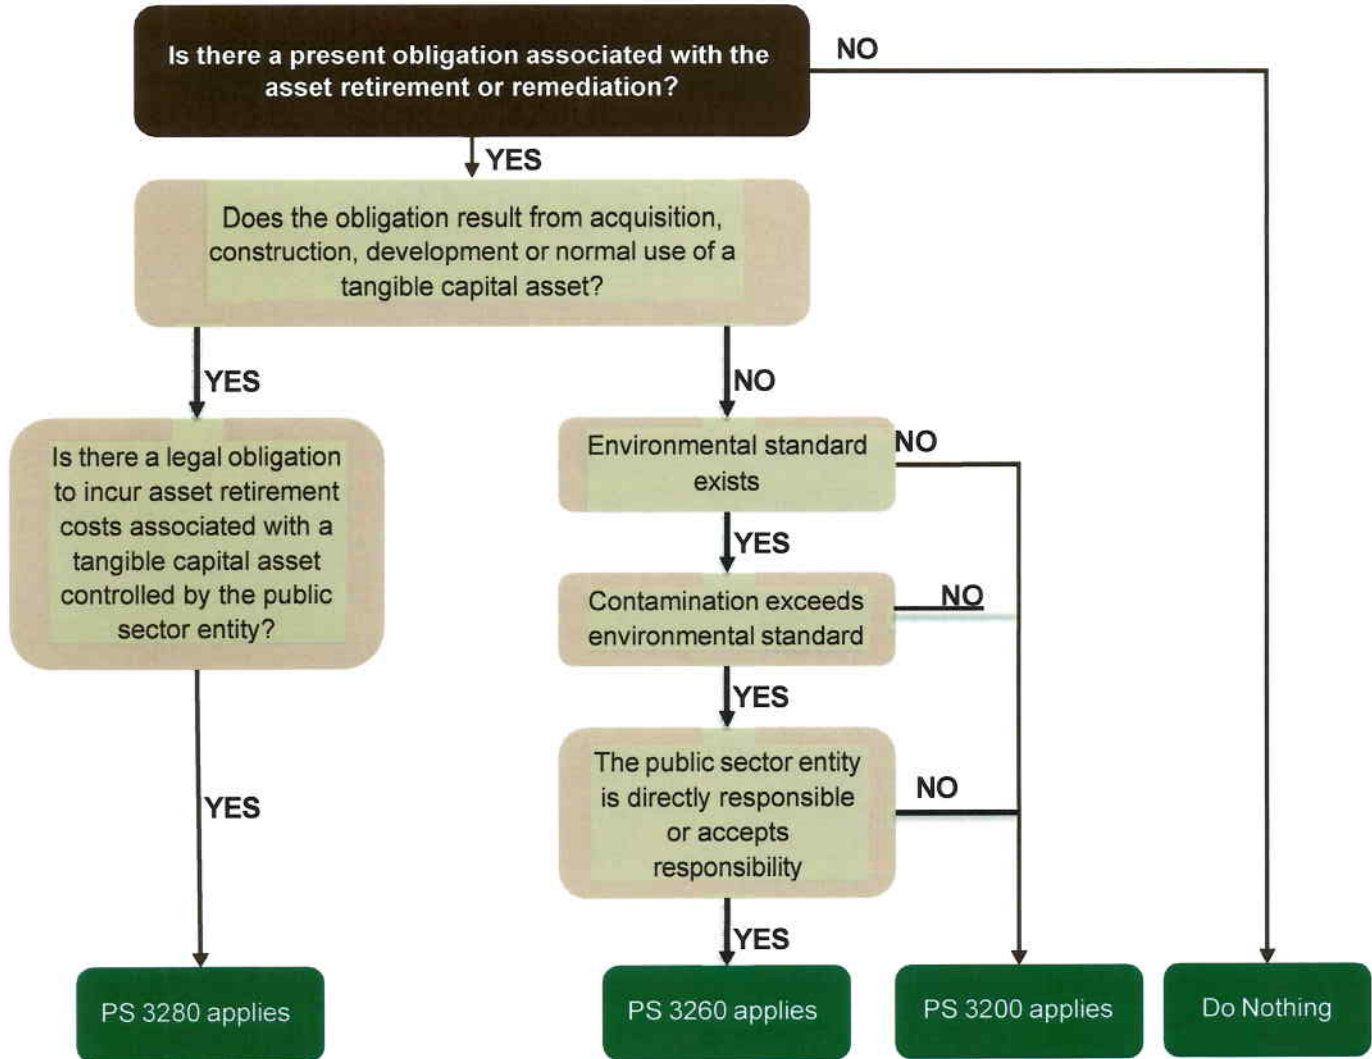 Is there a present obligation associated with the
asset retirement or remediation?
NO
YES
Does the obligation result from acquisition,
construction, development or normal use of a
tangible capital asset?
YES
NO
Is there a legal obligation
to incur asset retirement
costs associated with a
tangible capital asset
controlled by the public
sector entity?
Environmental standard
exists
NO
YES
Contamination exceeds
environmental standard
NO
YES
The public sector entity
is directly responsible
or accepts
responsibility
NO
YES
YES
PS 3280 applies
PS 3260 applies
PS 3200 applies
Do Nothing